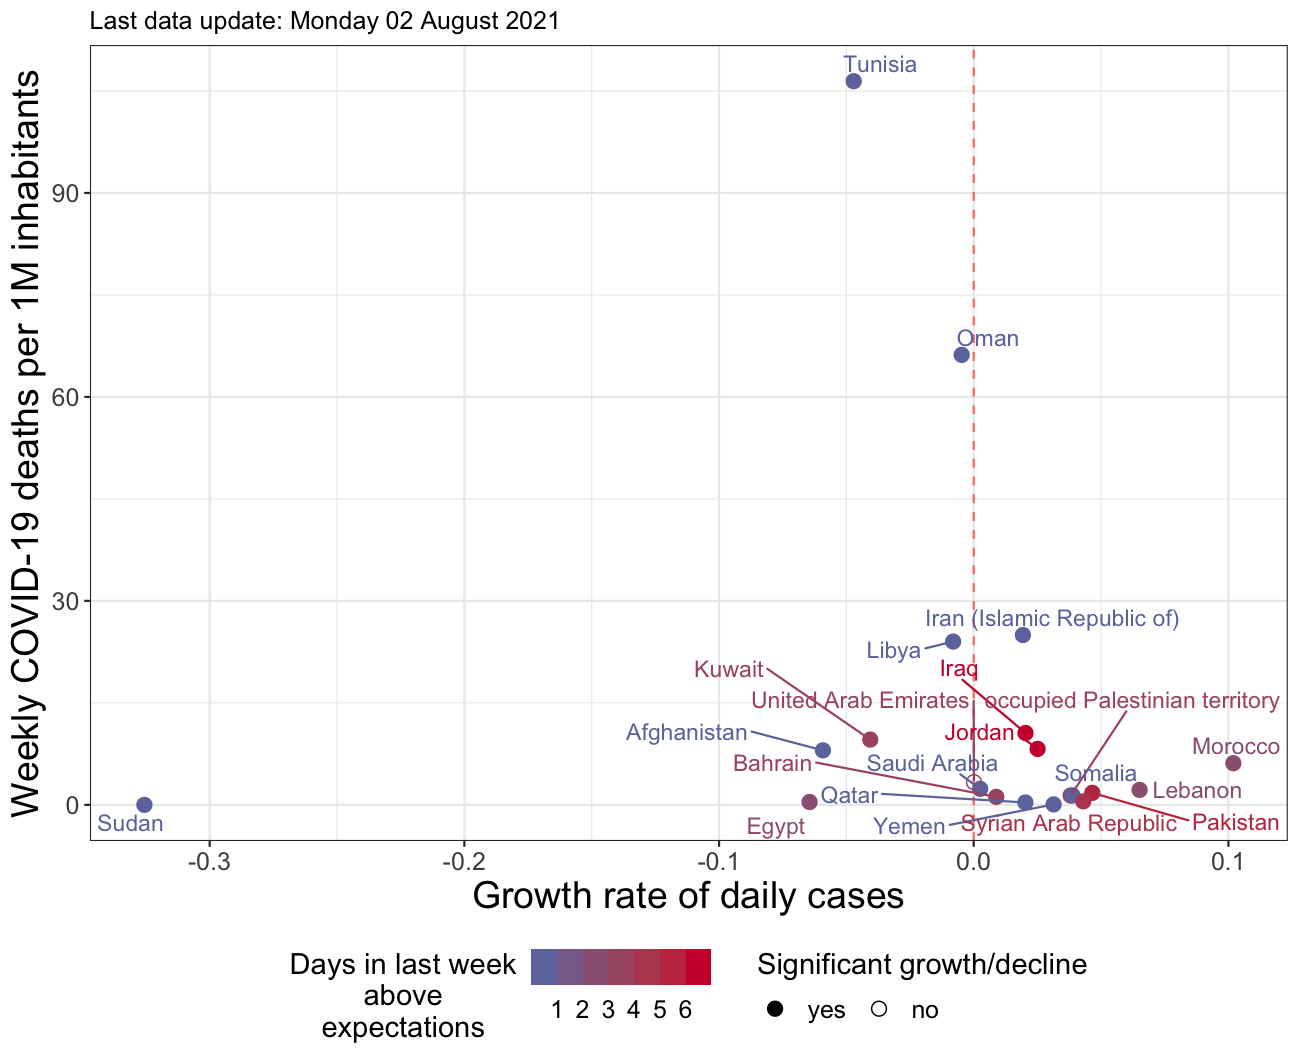 Last data update: Monday 02 August 2021
Weekly COVID-19 deaths per 1M inhabitants
90
60
30
0
Tunisia
Oman
Iran (Islamic Republic of)
Libya
Iraq
Kuwait
United Arab Emirates
occupied Palestinian territory
Afghanistan
Jordan
Morocco
Bahrain
Saudi Arabia
Somalia
Qatar
Lebanon
Sudan
Egypt
Yemen
Syrian Arab Republic
Pakistan
-0.3
-0.2
-0.1
0.0
0.1
Growth rate of daily cases
Days in last week
above
expectations
1 2 3 4 5 6
Significant growth/decline
yes
no